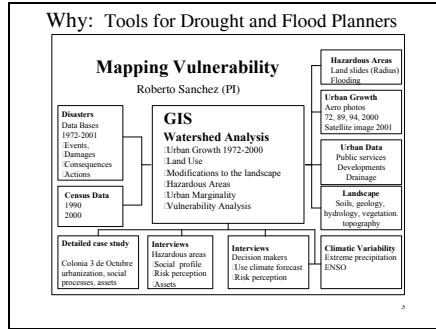 Why: Tools for Drought and Flood Planners
Mapping Vulnerability
Roberto Sanchez (PI)
Disasters
Data Bases
1972-2001
Events,
Damages
Consequences
Actions
Census Data
1990
2000
GIS
Watershed Analysis
Urban Growth 1972-2000
Land Use
Modifications to the landscape
Hazardous Areas
Urban Marginality
Vulnerability Analysis
Hazardous Areas
Land slides (Radius)
Flooding
Urban Growth
Aero photos
72, 89, 94, 2000
Satellite image 2001
Urban Data
Public services
Developments
Drainage
Landscape
Soils, geology,
hydrology, vegetation.
topography
Detailed case study
Colonia 3 de Octubre
urbanization, social
processes, assets
Interviews
Hazardous areas
Social profile
Risk perception
Assets
Interviews
Decision makers
Use climate forecast
Risk perception
Climatic Variability
Extreme precipitation
ENSO